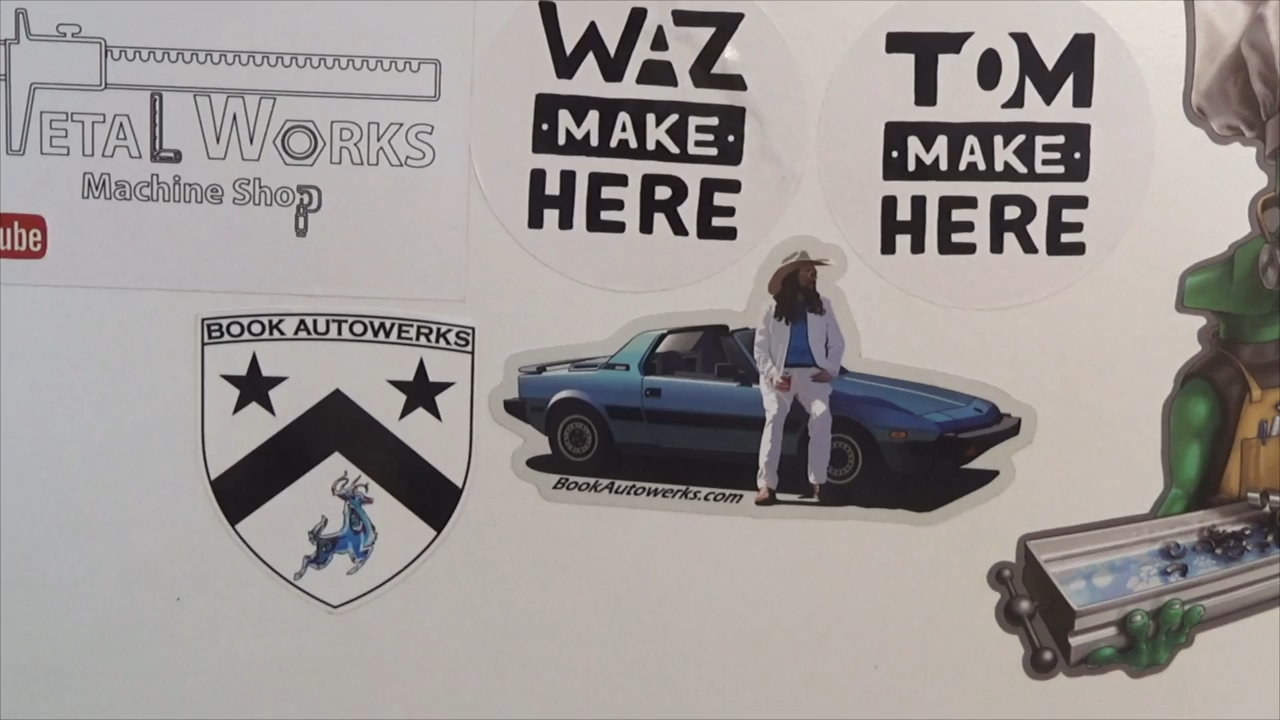 ETAL WORKS
Machine Shop
ube
WAZ
·MAKE·
HERE
TOM
·MAKE·
HERE
BOOK AUTOWERKS
BookAutowerks.com